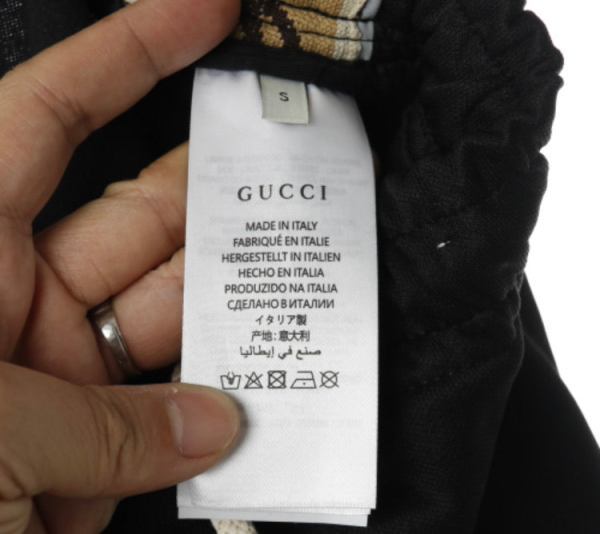 S
GUCCI
MADE IN ITALY
FABRIQUÉ EN ITALIE
HERGESTELLT IN ITALIEN
HECHO EN ITALIA
PRODUZIDO NA ITALIA
СДЕЛАНО В ИТАЛИИ
イタリア製
产地: 意大利
صنع في إيطاليا